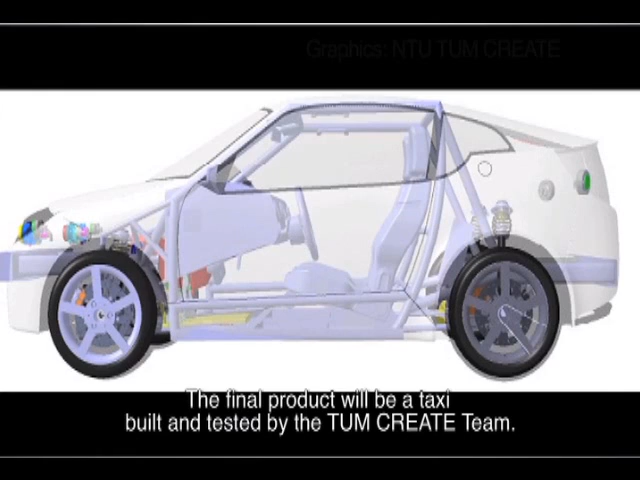 Graphics: NTU TUM CREATE
The final product will be a taxi
built and tested by the TUM CREATE Team.